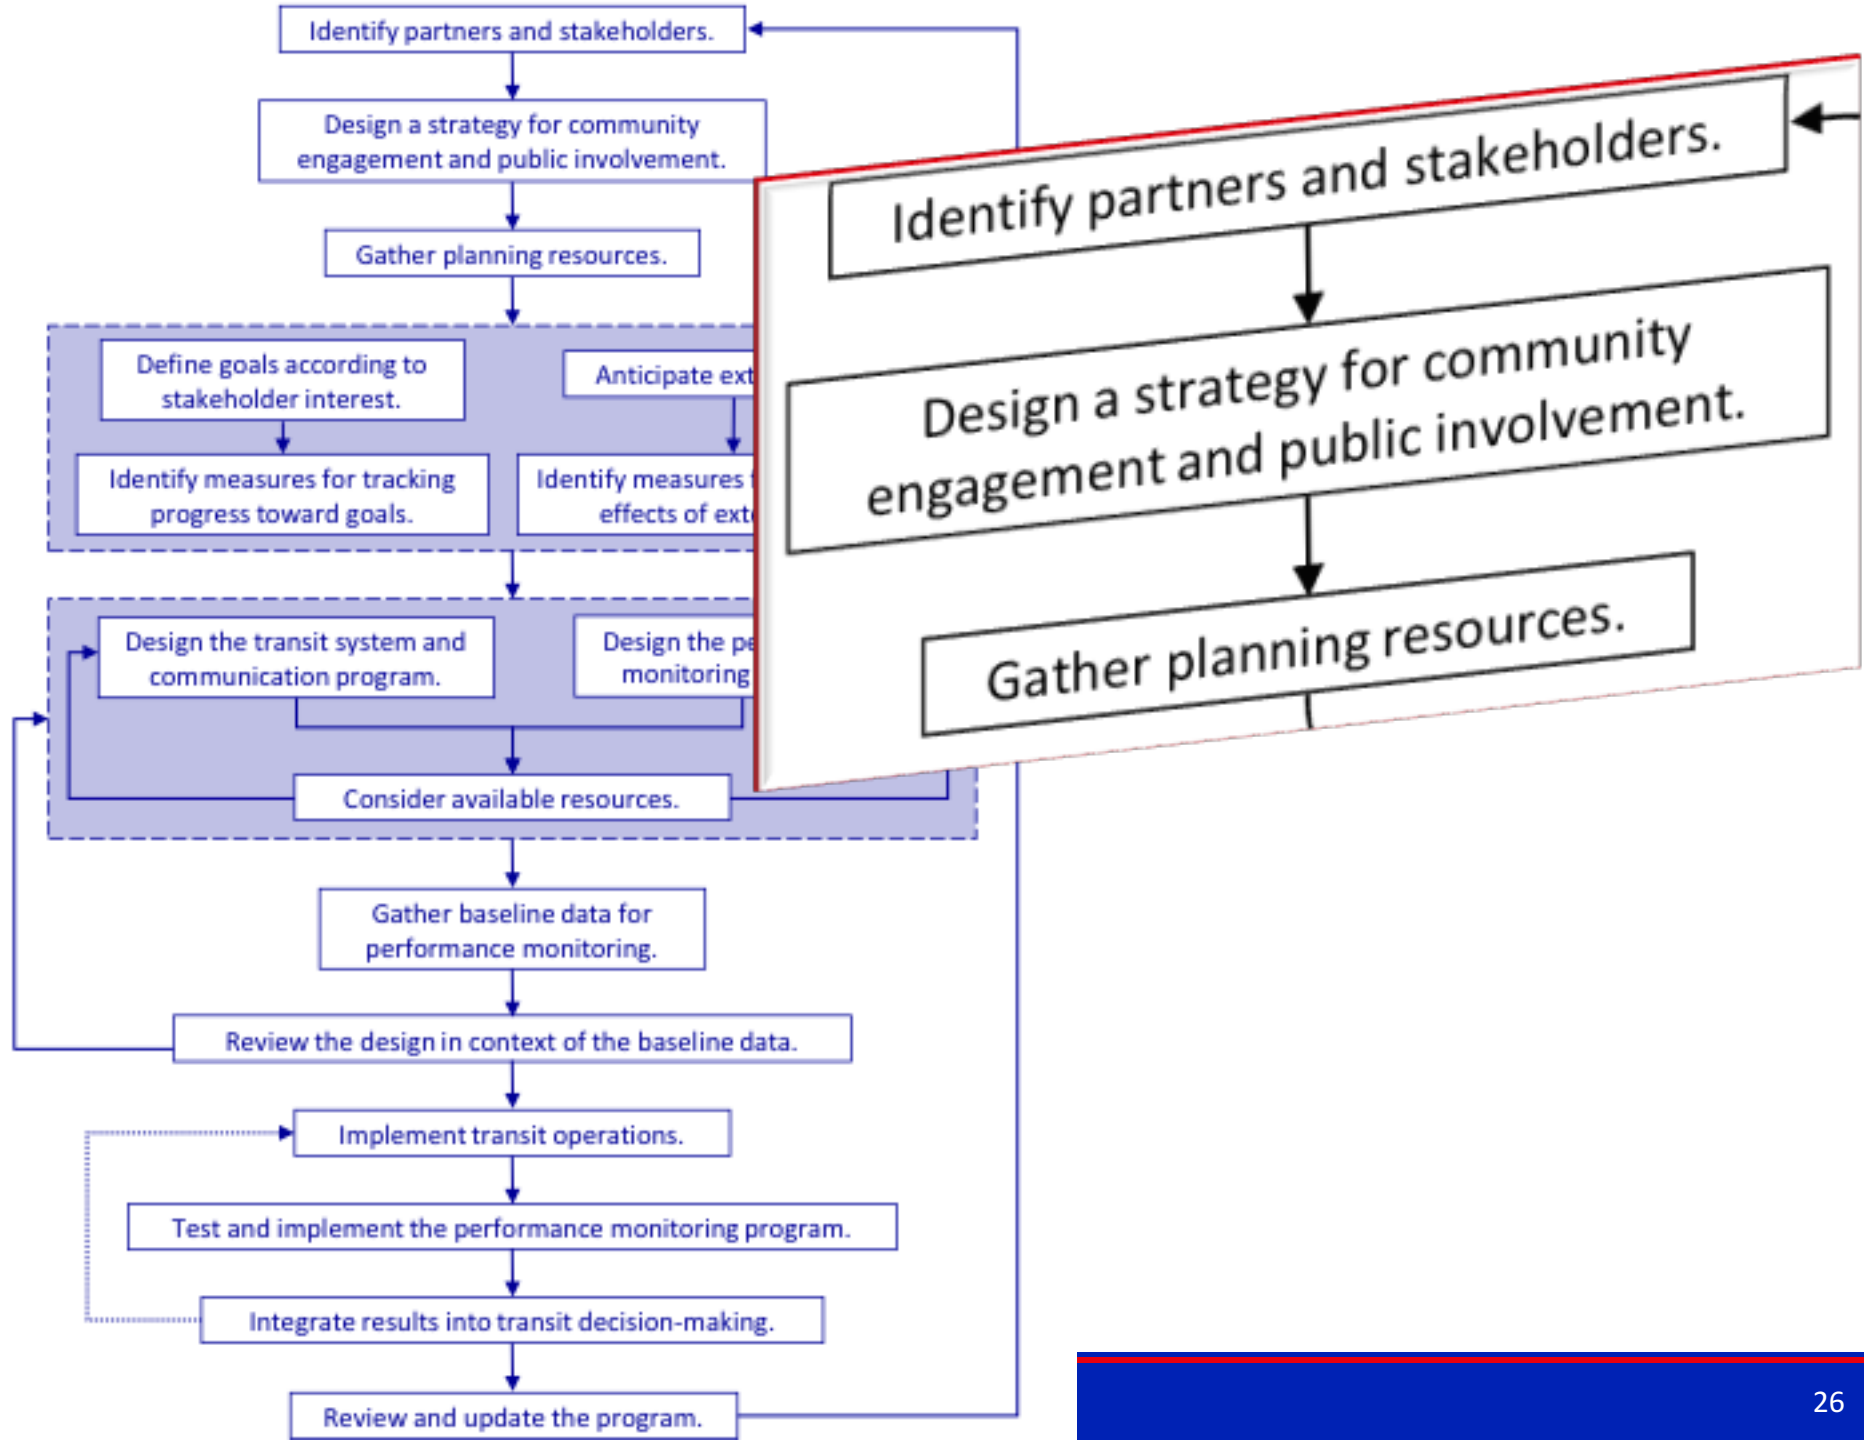 Identify partners and stakeholders.
Design a strategy for community
engagement and public involvement.
Gather planning resources.
Define goals according to
stakeholder interest.
Anticipate
Identify measures for tracking
progress toward goals.
Identify measures
effects of
Design the transit system and
communication program.
Design the
monitoring
Consider available resources.
Gather baseline data for
performance monitoring.
Review the design in context of the baseline data.
Implement transit operations.
Test and implement the performance monitoring program.
Integrate results into transit decision-making.
Review and update the program.
Identify partners and stakeholders.
Design a strategy for community
engagement and public involvement.
Gather planning resources.
26